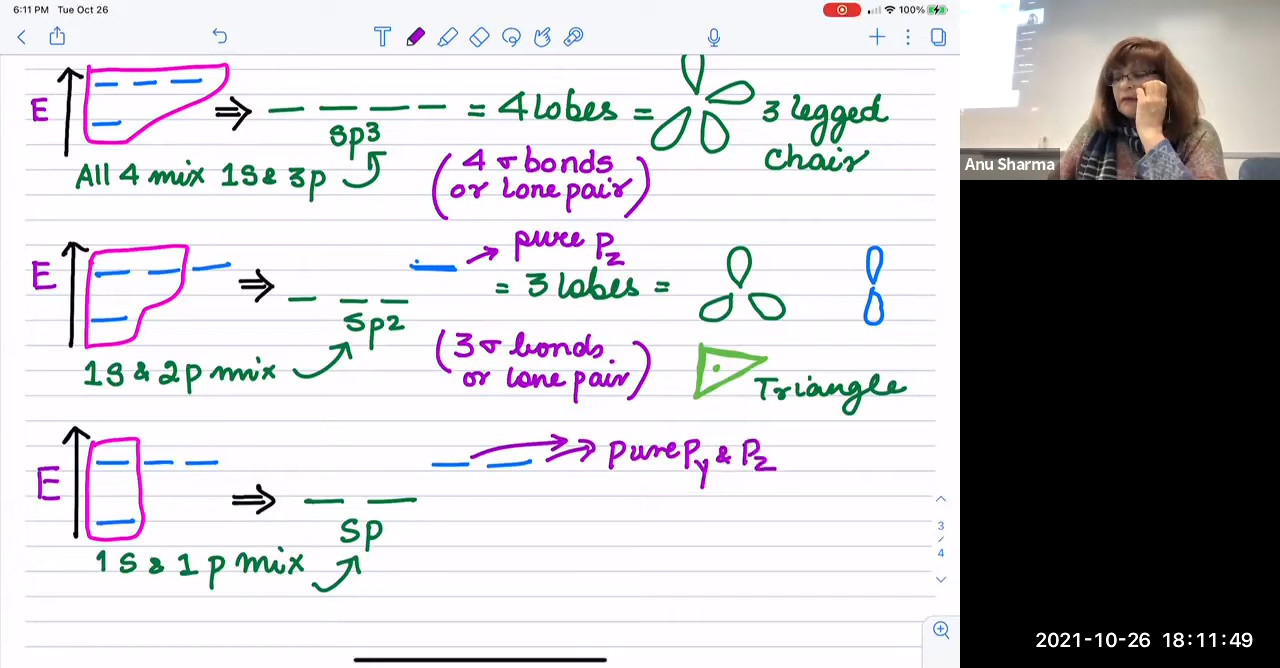 6:11 PM Tue Oct 26
100%
E
⇒
= 4 lobes =
3 legged
chair
sp3
All 4 mix 1s & 3p
(4 σ bonds
or lone pair)
Anu Sharma
E
⇒
→ pure Pz
= 3 lobes =
sp2
1s & 2p mix
(3 σ bonds.
or lone pair)
Triangle
E
⇒
→ pure Py & Pz
sp
1s & 1p mix
3
/
4
2021-10-26 18:11:49